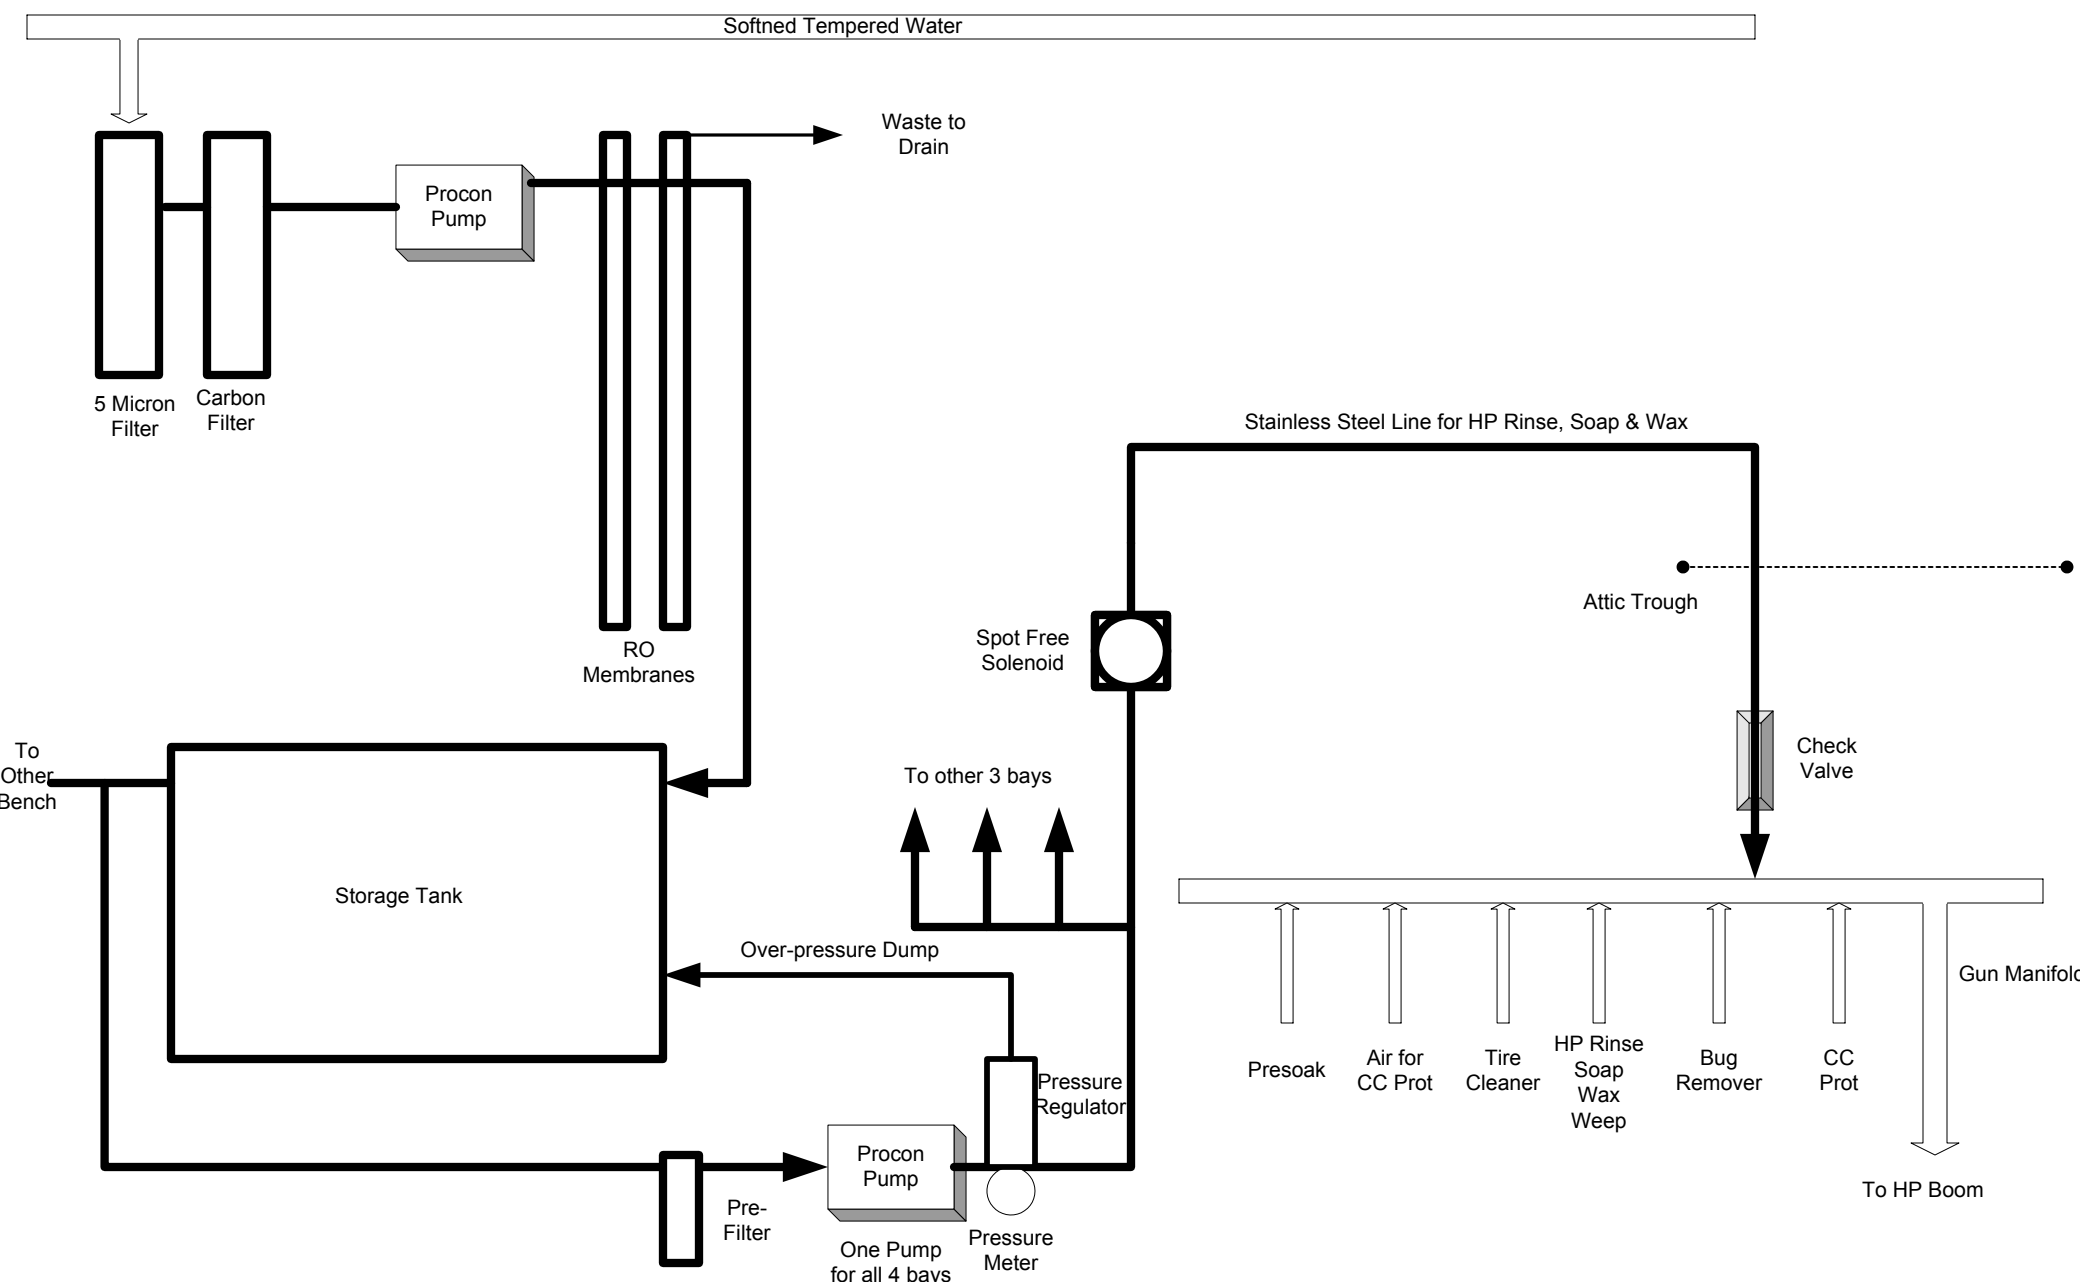 Softned Tempered Water
Waste to
Drain
Procon
Pump
5 Micron
Filter
Carbon
Filter
Stainless Steel Line for HP Rinse, Soap & Wax
Attic Trough
RO
Membranes
Spot Free
Solenoid
To
Other
Bench
Check
Valve
To other 3 bays
Storage Tank
Over-pressure Dump
Gun Manifold
Pressure
Regulator
Presoak
Air for
CC Prot
Tire
Cleaner
HP Rinse
Soap
Wax
Weep
Bug
Remover
CC
Prot
Procon
Pump
To HP Boom
Pre-
Filter
One Pump
for all 4 bays
Pressure
Meter